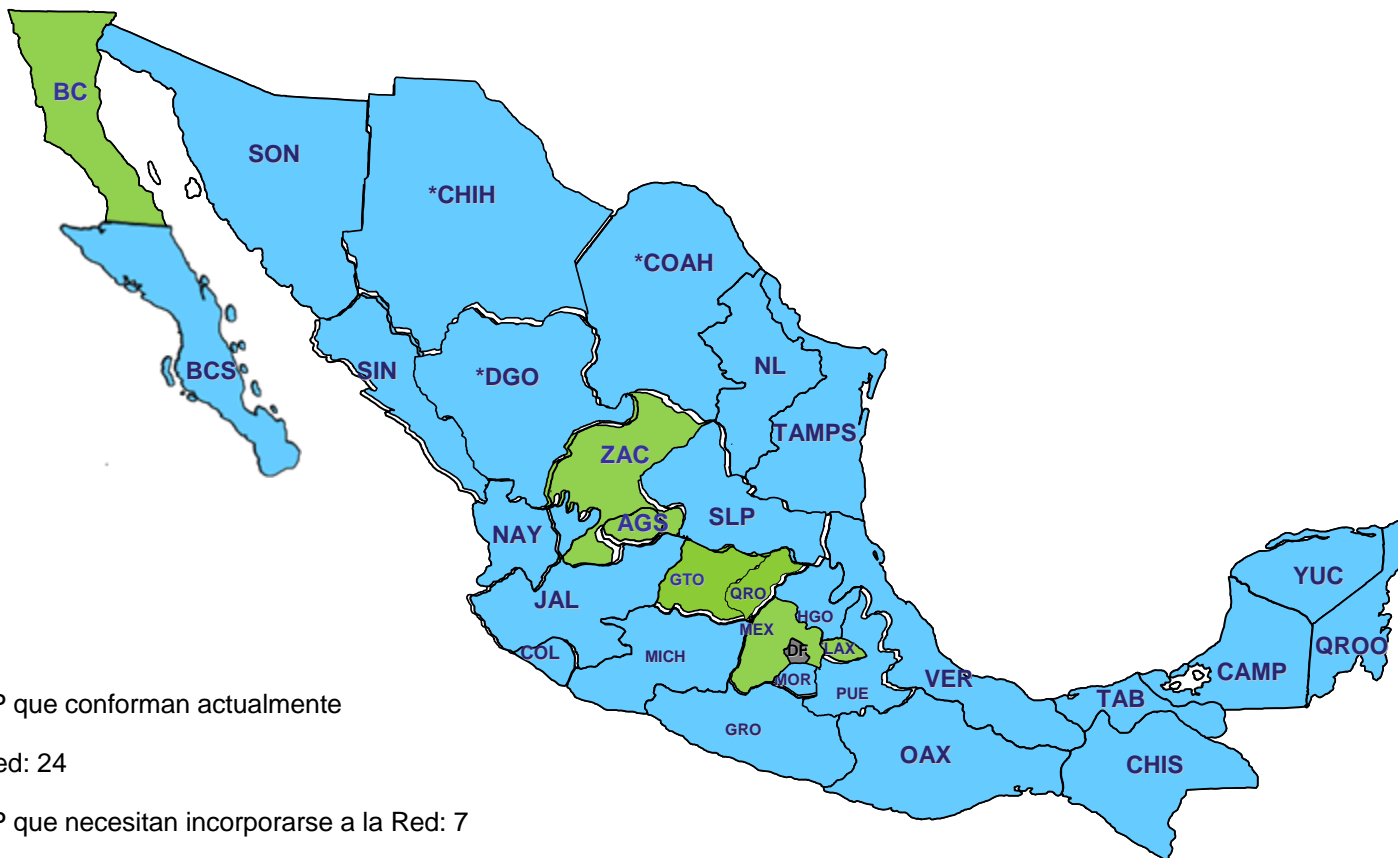 BC
SON
*CHIH
*COAH
BCS
SIN
*DGO
NL
TAMPS
ZAC
AGS
SLP
NAY
GTO
QRO
JAL
HGO
MEX
DF
LAX
COL
MICH
MOR
PUE
VER
GRO
OAX
TAB
CHIS
CAMP
YUC
QROO
P que conforman actualmente
ed: 24
P que necesitan incorporarse a la Red: 7